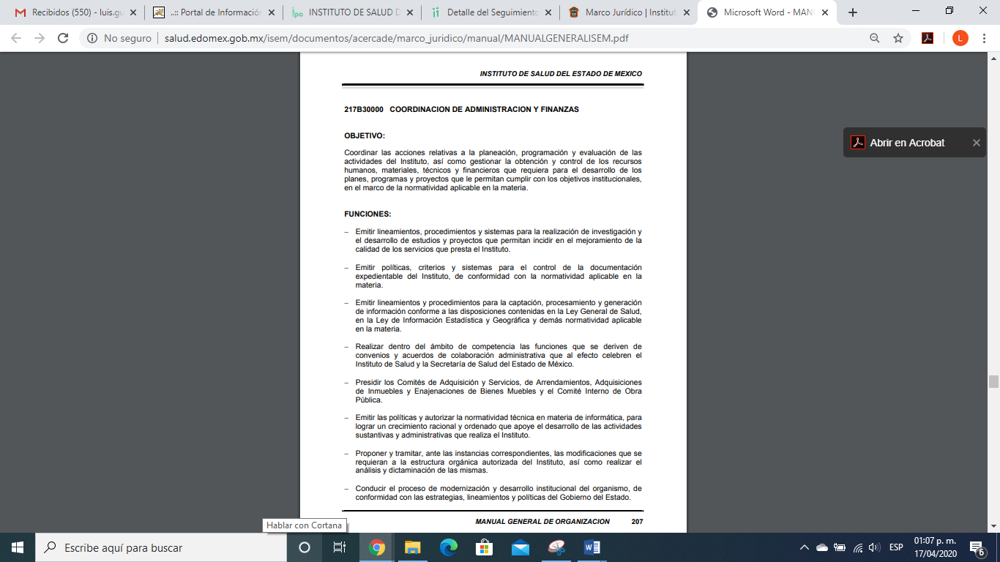 Recibidos (550) - luis.gu
..:: Portal de Información
INSTITUTO DE SALUD D
Detalle del Seguimiento
Marco Jurídico | Institut
Microsoft Word - MANU
No seguro | salud.edomex.gob.mx/isem/documentos/acercade/marco_juridico/manual/MANUALGENERALISEM.pdf
L
INSTITUTO DE SALUD DEL ESTADO DE MEXICO
217B30000 COORDINACION DE ADMINISTRACION Y FINANZAS
Abrir en Acrobat
OBJETIVO:
Coordinar las acciones relativas a la planeación, programación y evaluación de las
actividades del Instituto, así como gestionar la obtención y control de los recursos
humanos, materiales, técnicos y financieros que requiera para el desarrollo de los
planes, programas y proyectos que le permitan cumplir con los objetivos institucionales,
en el marco de la normatividad aplicable en la materia.
FUNCIONES:
– Emitir lineamientos, procedimientos y sistemas para la realización de investigación y
el desarrollo de estudios y proyectos que permitan incidir en el mejoramiento de la
calidad de los servicios que presta el Instituto.
– Emitir políticas, criterios y sistemas para el control de la documentación
expedientable del Instituto, de conformidad con la normatividad aplicable en la
materia.
– Emitir lineamientos y procedimientos para la captación, procesamiento y generación
de información conforme a las disposiciones contenidas en la Ley General de Salud,
en la Ley de Información Estadística y Geográfica y demás normatividad aplicable
en la materia.
– Realizar dentro del ámbito de competencia las funciones que se deriven de
convenios y acuerdos de colaboración administrativa que al efecto celebren el
Instituto de Salud y la Secretaría de Salud del Estado de México.
– Presidir los Comités de Adquisición y Servicios, de Arrendamientos, Adquisiciones
de Inmuebles y Enajenaciones de Bienes Muebles y el Comité Interno de Obra
Pública.
– Emitir las políticas y autorizar la normatividad técnica en materia de informática, para
lograr un crecimiento racional y ordenado que apoye el desarrollo de las actividades
sustantivas y administrativas que realiza el Instituto.
– Proponer y tramitar, ante las instancias correspondientes, las modificaciones que se
requieran a la estructura orgánica autorizada del Instituto, así como realizar el
análisis y dictaminación de las mismas.
– Conducir el proceso de modernización y desarrollo institucional del organismo, de
conformidad con las estrategias, lineamientos y políticas del Gobierno del Estado.
MANUAL GENERAL DE ORGANIZACION 207
Hablar con Cortana
Escribe aquí para buscar
ESP
01:07 p. m.
17/04/2020
6